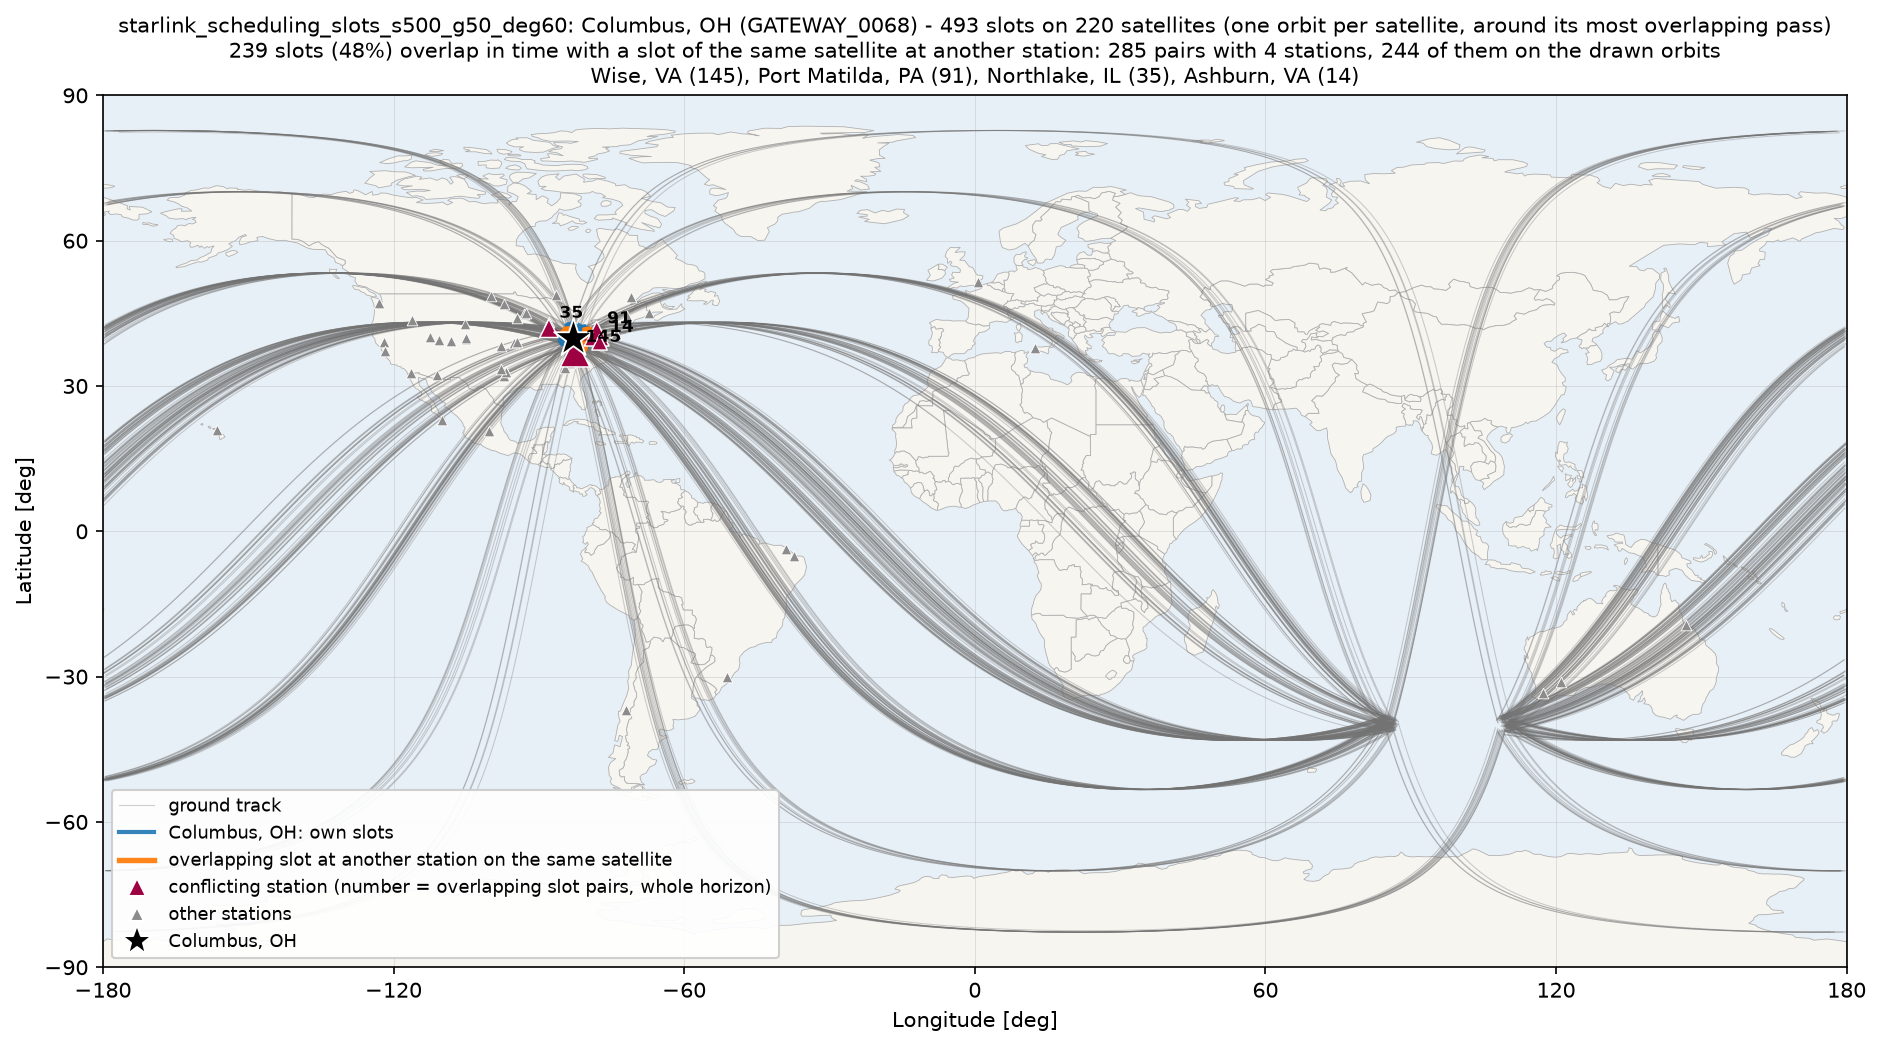 starlink_scheduling_slots_s500_g50_deg60: Columbus, OH (GATEWAY_0068) - 493 slots on 220 satellites (one orbit per satellite, around its most overlapping pass)
239 slots (48%) overlap in time with a slot of the same satellite at another station: 285 pairs with 4 stations, 244 of them on the drawn orbits
Wise, VA (145), Port Matilda, PA (91), Northlake, IL (35), Ashburn, VA (14)
90
60
30
0
−30
−60
−90
Latitude [deg]
35
91
14
145
ground track
Columbus, OH: own slots
overlapping slot at another station on the same satellite
conflicting station (number = overlapping slot pairs, whole horizon)
other stations
Columbus, OH
−180
−120
−60
0
60
120
180
Longitude [deg]